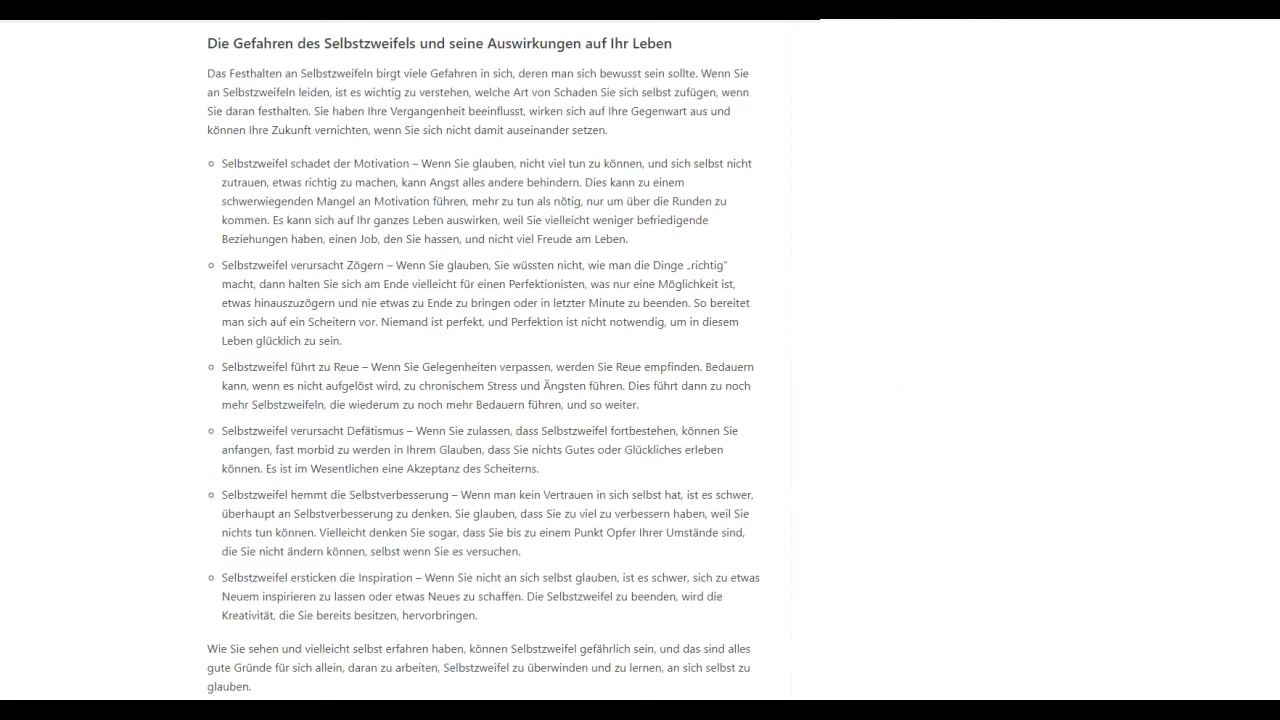 Die Gefahren des Selbstzweifels und seine Auswirkungen auf Ihr Leben
Das Festhalten an Selbstzweifeln birgt viele Gefahren in sich, deren man sich bewusst sein sollte. Wenn Sie
an Selbstzweifeln leiden, ist es wichtig zu verstehen, welche Art von Schaden Sie sich selbst zufügen, wenn
Sie daran festhalten. Sie haben Ihre Vergangenheit beeinflusst, wirken sich auf Ihre Gegenwart aus und
können Ihre Zukunft vernichten, wenn Sie sich nicht damit auseinander setzen.
◦ Selbstzweifel schadet der Motivation – Wenn Sie glauben, nicht viel tun zu können, und sich selbst nicht
zutrauen, etwas richtig zu machen, kann Angst alles andere behindern. Dies kann zu einem
schwerwiegenden Mangel an Motivation führen, mehr zu tun als nötig, nur um über die Runden zu
kommen. Es kann sich auf Ihr ganzes Leben auswirken, weil Sie vielleicht weniger befriedigende
Beziehungen haben, einen Job, den Sie hassen, und nicht viel Freude am Leben.
◦ Selbstzweifel verursacht Zögern – Wenn Sie glauben, Sie wüssten nicht, wie man die Dinge „richtig“
macht, dann halten Sie sich am Ende vielleicht für einen Perfektionisten, was nur eine Möglichkeit ist,
etwas hinauszuzögern und nie etwas zu Ende zu bringen oder in letzter Minute zu beenden. So bereitet
man sich auf ein Scheitern vor. Niemand ist perfekt, und Perfektion ist nicht notwendig, um in diesem
Leben glücklich zu sein.
◦ Selbstzweifel führt zu Reue – Wenn Sie Gelegenheiten verpassen, werden Sie Reue empfinden. Bedauern
kann, wenn es nicht aufgelöst wird, zu chronischem Stress und Ängsten führen. Dies führt dann zu noch
mehr Selbstzweifeln, die wiederum zu noch mehr Bedauern führen, und so weiter.
◦ Selbstzweifel verursacht Defätismus – Wenn Sie zulassen, dass Selbstzweifel fortbestehen, können Sie
anfangen, fast morbid zu werden in Ihrem Glauben, dass Sie nichts Gutes oder Glückliches erleben
können. Es ist im Wesentlichen eine Akzeptanz des Scheiterns.
◦ Selbstzweifel hemmt die Selbstverbesserung – Wenn man kein Vertrauen in sich selbst hat, ist es schwer,
überhaupt an Selbstverbesserung zu denken. Sie glauben, dass Sie zu viel zu verbessern haben, weil Sie
nichts tun können. Vielleicht denken Sie sogar, dass Sie bis zu einem Punkt Opfer Ihrer Umstände sind,
die Sie nicht ändern können, selbst wenn Sie es versuchen.
◦ Selbstzweifel ersticken die Inspiration – Wenn Sie nicht an sich selbst glauben, ist es schwer, sich zu etwas
Neuem inspirieren zu lassen oder etwas Neues zu schaffen. Die Selbstzweifel zu beenden, wird die
Kreativität, die Sie bereits besitzen, hervorbringen.
Wie Sie sehen und vielleicht selbst erfahren haben, können Selbstzweifel gefährlich sein, und das sind alles
gute Gründe für sich allein, daran zu arbeiten, Selbstzweifel zu überwinden und zu lernen, an sich selbst zu
glauben.